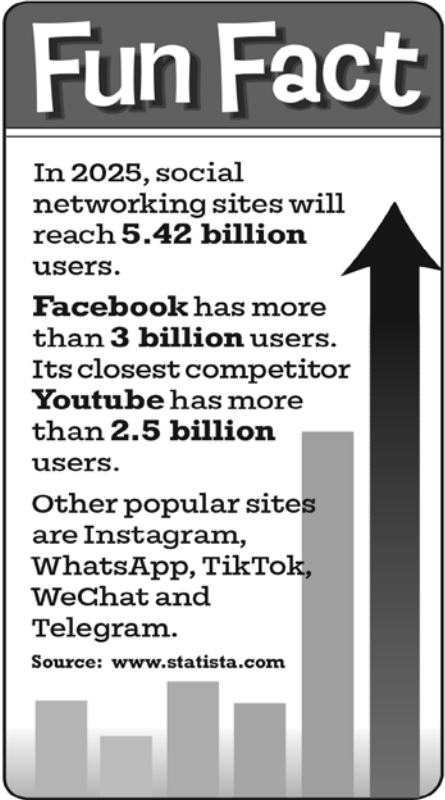 Fun Fact
In 2025, social
networking sites will
reach 5.42 billion
users.
Facebook has more
than 3 billion users.
Its closest competitor
Youtube has more
than 2.5 billion
users.
Other popular sites
are Instagram,
WhatsApp, TikTok,
WeChat and
Telegram.
Source: www.statista.com